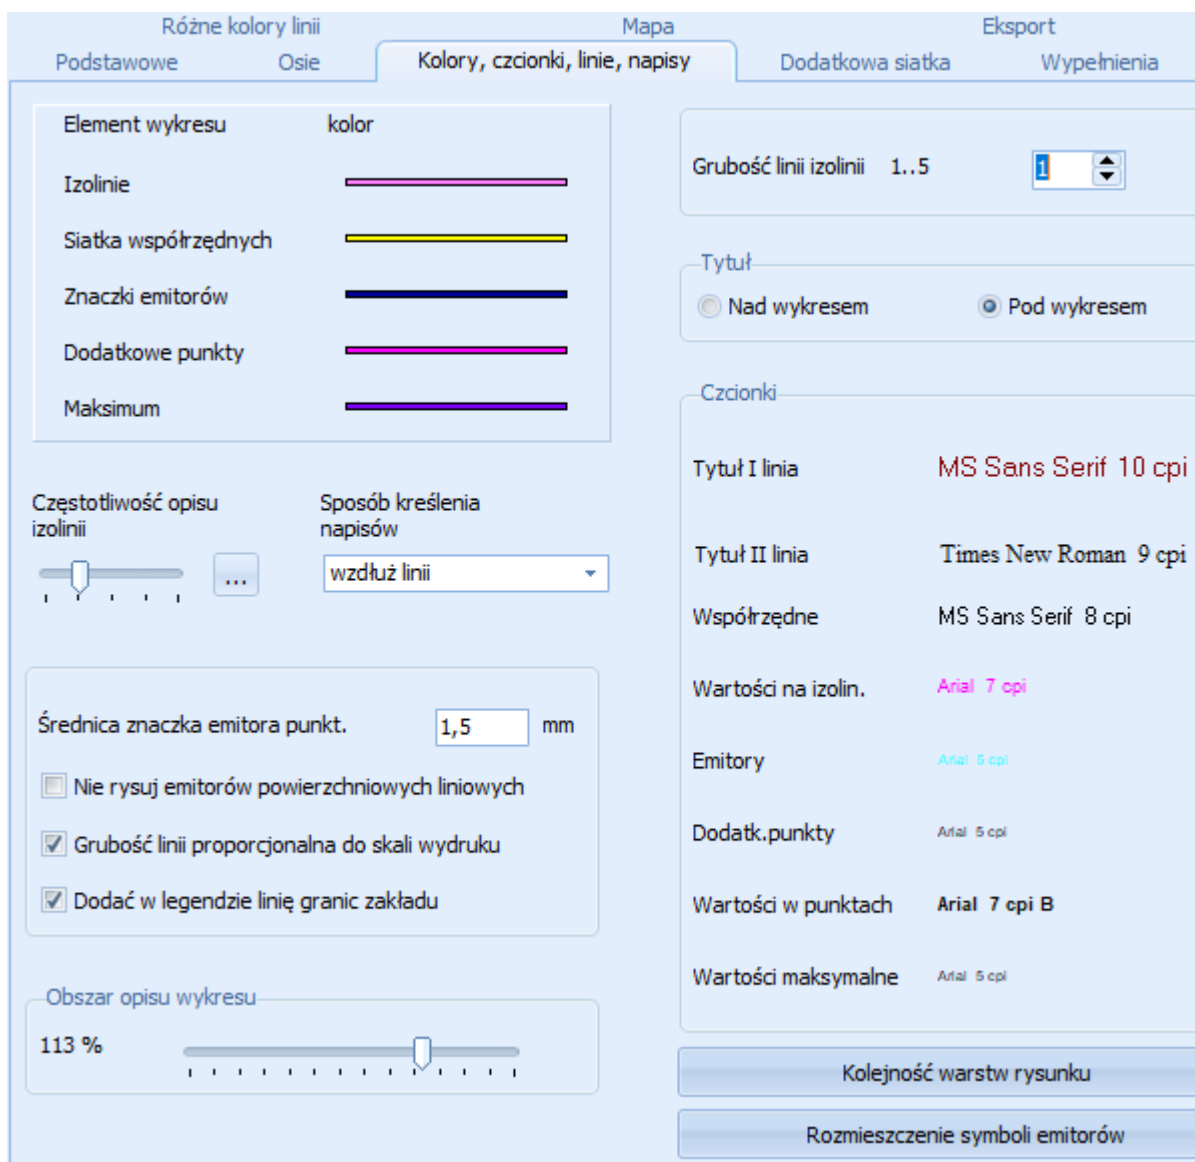 Różne kolory linii Mapa Eksport
Podstawowe Osie Kolory, czcionki, linie, napisy Dodatkowa siatka Wypełnienia
Element wykresu kolor
Izolinie
Siatka współrzędnych
Znaczki emitorów
Dodatkowe punkty
Maksimum
Częstotliwość opisu
izolinii
...
Sposób kreślenia
napisów
wzdłuż linii
Średnica znaczka emitora punkt. 1,5 mm
Nie rysuj emitorów powierzchniowych liniowych
Grubość linii proporcjonalna do skali wydruku
Dodać w legendzie linię granic zakładu
Obszar opisu wykresu
113 %
Grubość linii izolinii 1..5 1
Tytuł
Nad wykresem Pod wykresem
Czcionki
Tytuł I linia MS Sans Serif 10 cpi
Tytuł II linia Times New Roman 9 cpi
Współrzędne MS Sans Serif 8 cpi
Wartości na izolin. Arial 7 cpi
Emitory Arial 5 cpi
Dodatk.punkty Arial 5 cpi
Wartości w punktach Arial 7 cpi B
Wartości maksymalne Arial 5 cpi
Kolejność warstw rysunku
Rozmieszczenie symboli emitorów